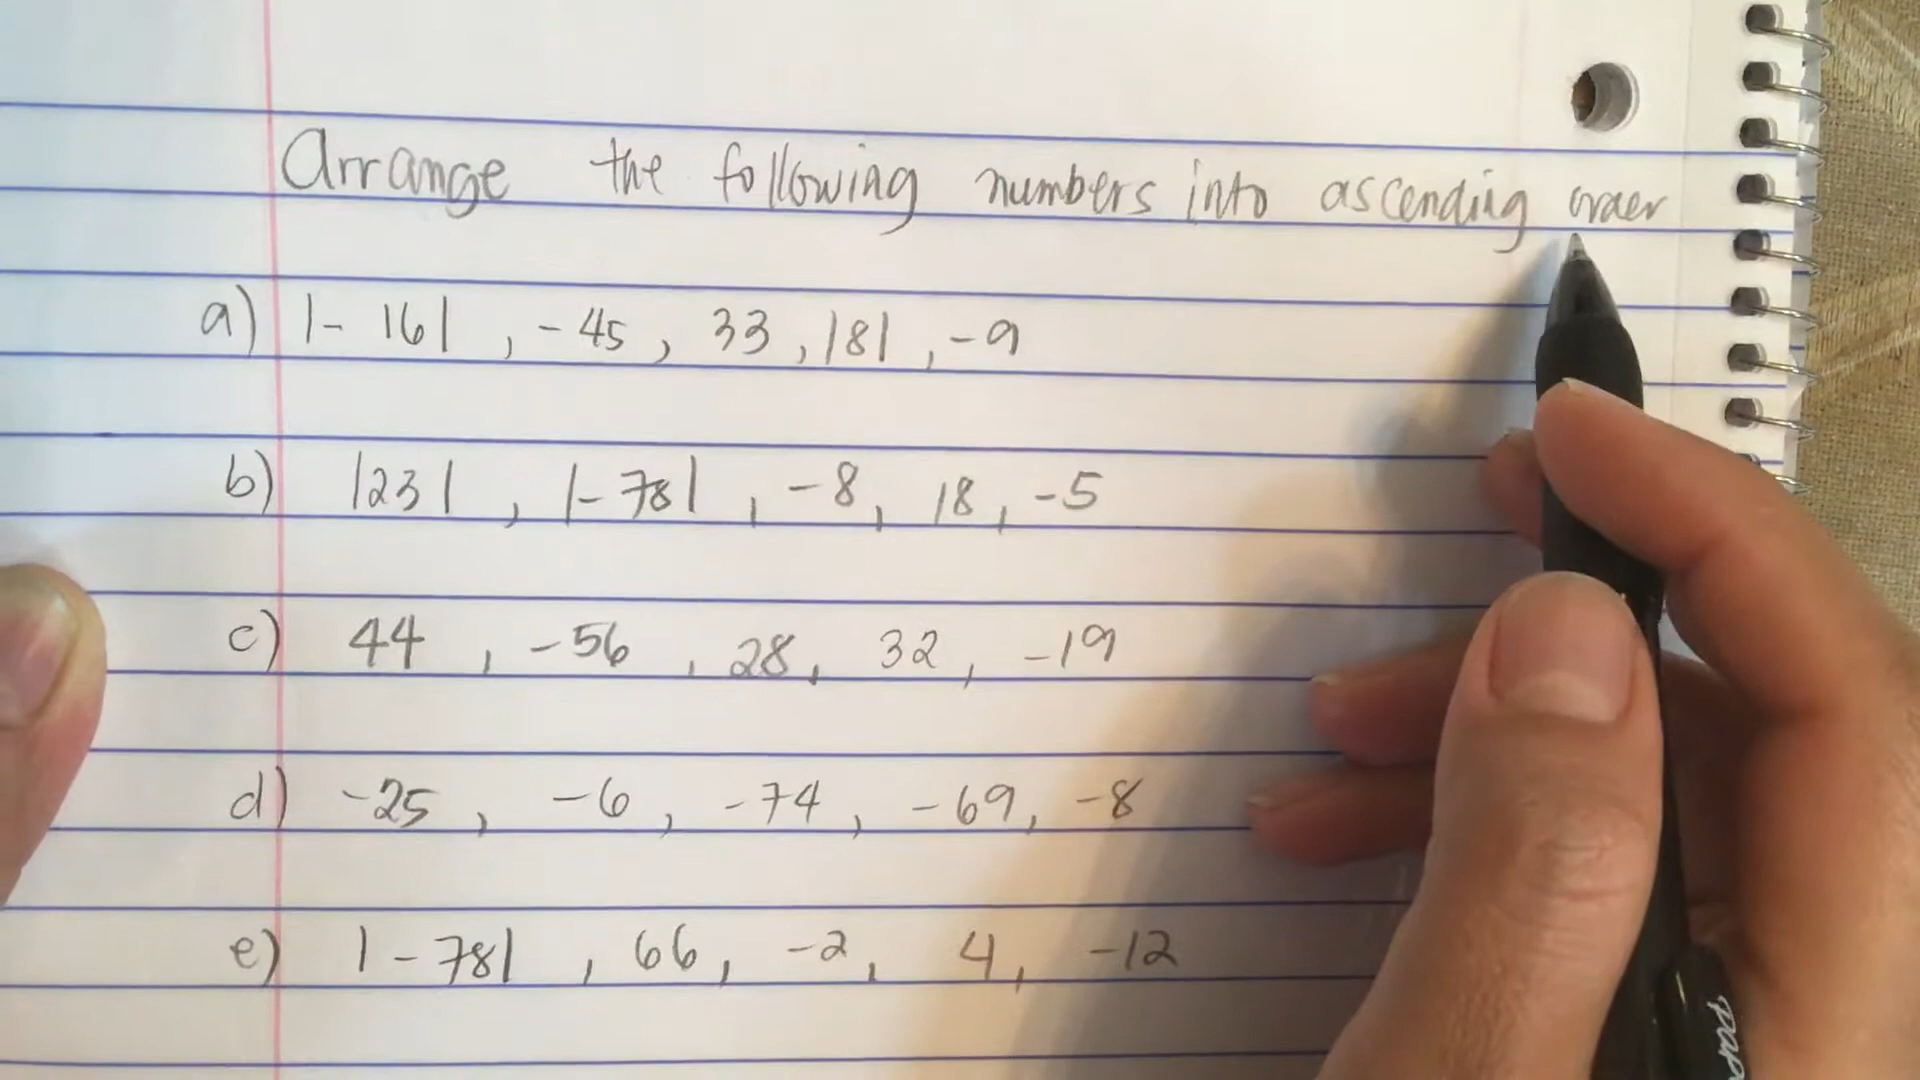 Arrange the following numbers into ascending order
a) |-16| , -45 , 33 , |8| , -9
b) |23| , |-78| , -8 , 18 , -5
c) 44 , -56 , 28 , 32 , -19
d) -25 , -6 , -74 , -69 , -8
e) |-78| , 66 , -2 , 4 , -12